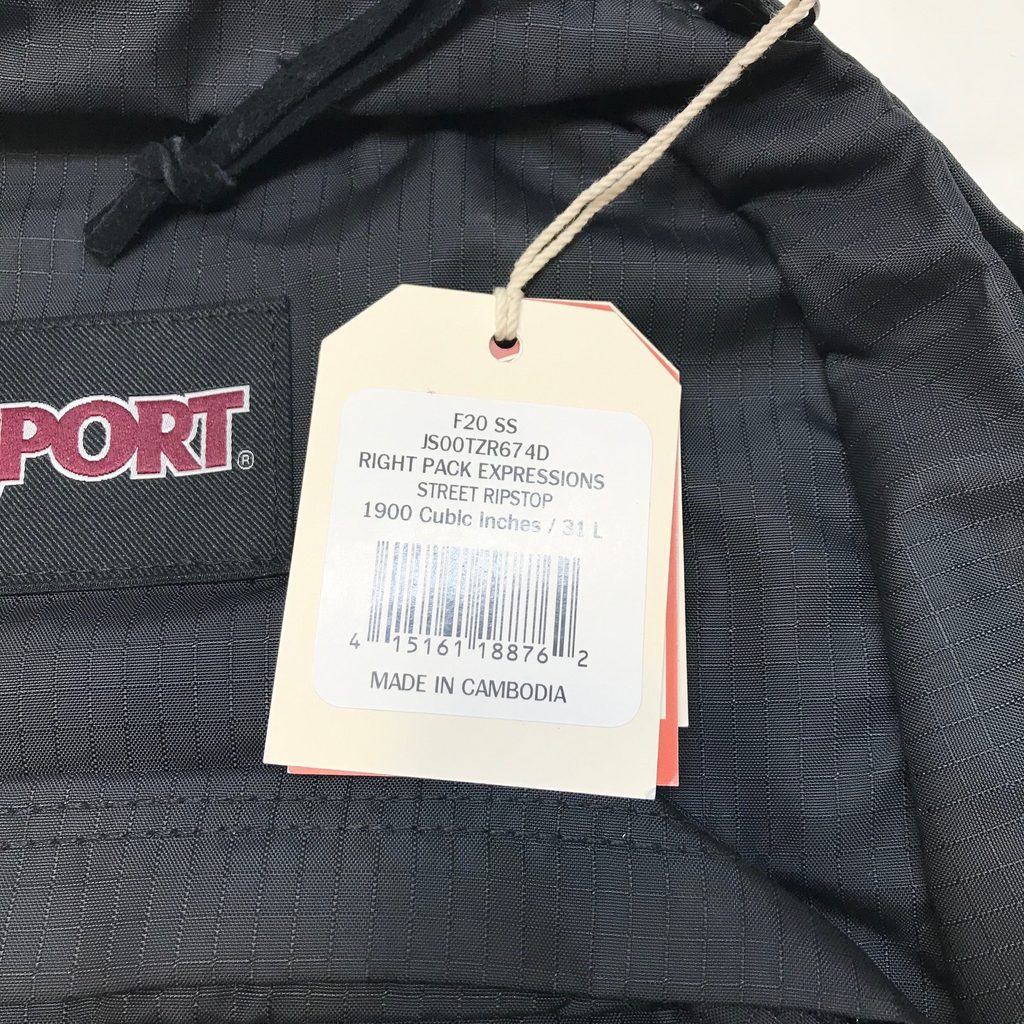 PORT®
F20 SS
JS00TZR674D
RIGHT PACK EXPRESSIONS
STREET RIPSTOP
1900 Cubic Inches / 31 L
4 15161 18876 2
MADE IN CAMBODIA